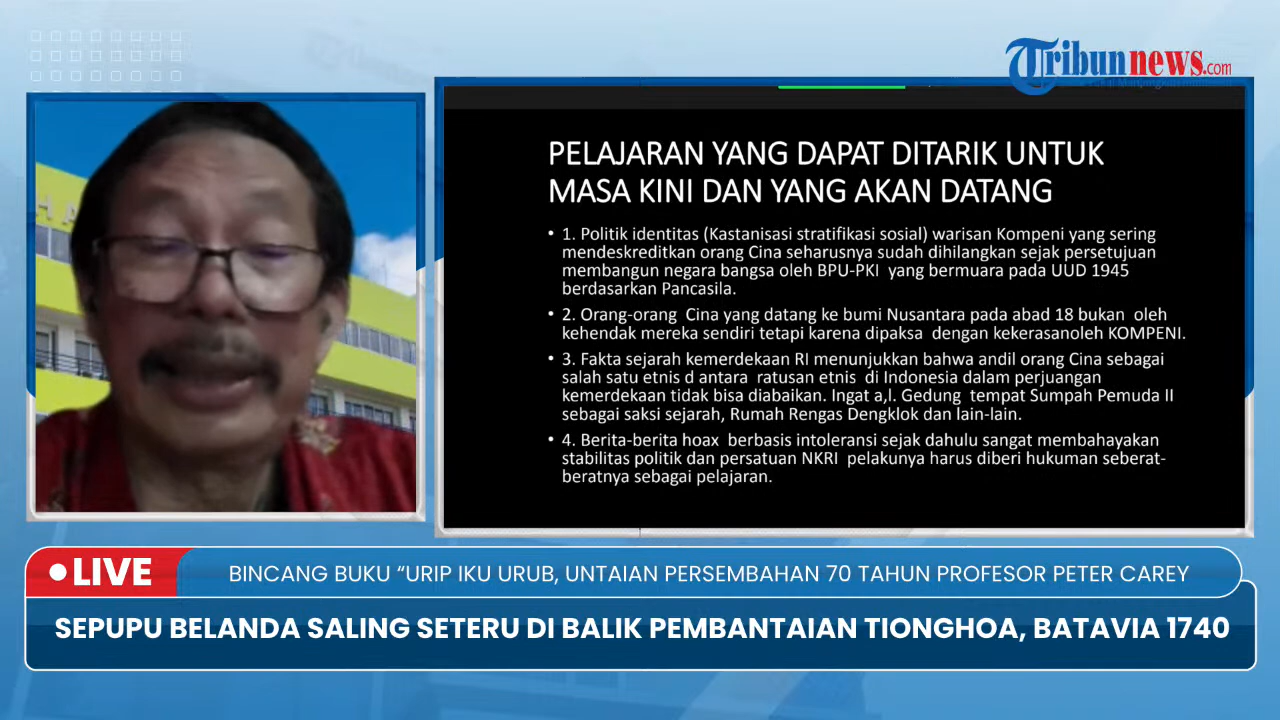 Tribunnews.com
PELAJARAN YANG DAPAT DITARIK UNTUK
MASA KINI DAN YANG AKAN DATANG
• 1. Politik identitas (Kastanisasi stratifikasi sosial) warisan Kompeni yang sering
mendeskreditkan orang Cina seharusnya sudah dihilangkan sejak persetujuan
membangun negara bangsa oleh BPU-PKI yang bermuara pada UUD 1945
berdasarkan Pancasila.
• 2. Orang-orang Cina yang datang ke bumi Nusantara pada abad 18 bukan oleh
kehendak mereka sendiri tetapi karena dipaksa dengan kekerasanoleh KOMPENI.
• 3. Fakta sejarah kemerdekaan RI menunjukkan bahwa andil orang Cina sebagai
salah satu etnis d antara ratusan etnis di Indonesia dalam perjuangan
kemerdekaan tidak bisa diabaikan. Ingat a,l. Gedung tempat Sumpah Pemuda II
sebagai saksi sejarah, Rumah Rengas Dengklok dan lain-lain.
• 4. Berita-berita hoax berbasis intoleransi sejak dahulu sangat membahayakan
stabilitas politik dan persatuan NKRI pelakunya harus diberi hukuman seberat-
beratnya sebagai pelajaran.
LIVE
BINCANG BUKU “URIP IKU URUB, UNTAIAN PERSEMBAHAN 70 TAHUN PROFESOR PETER CAREY
SEPUPU BELANDA SALING SETERU DI BALIK PEMBANTAIAN TIONGHOA, BATAVIA 1740